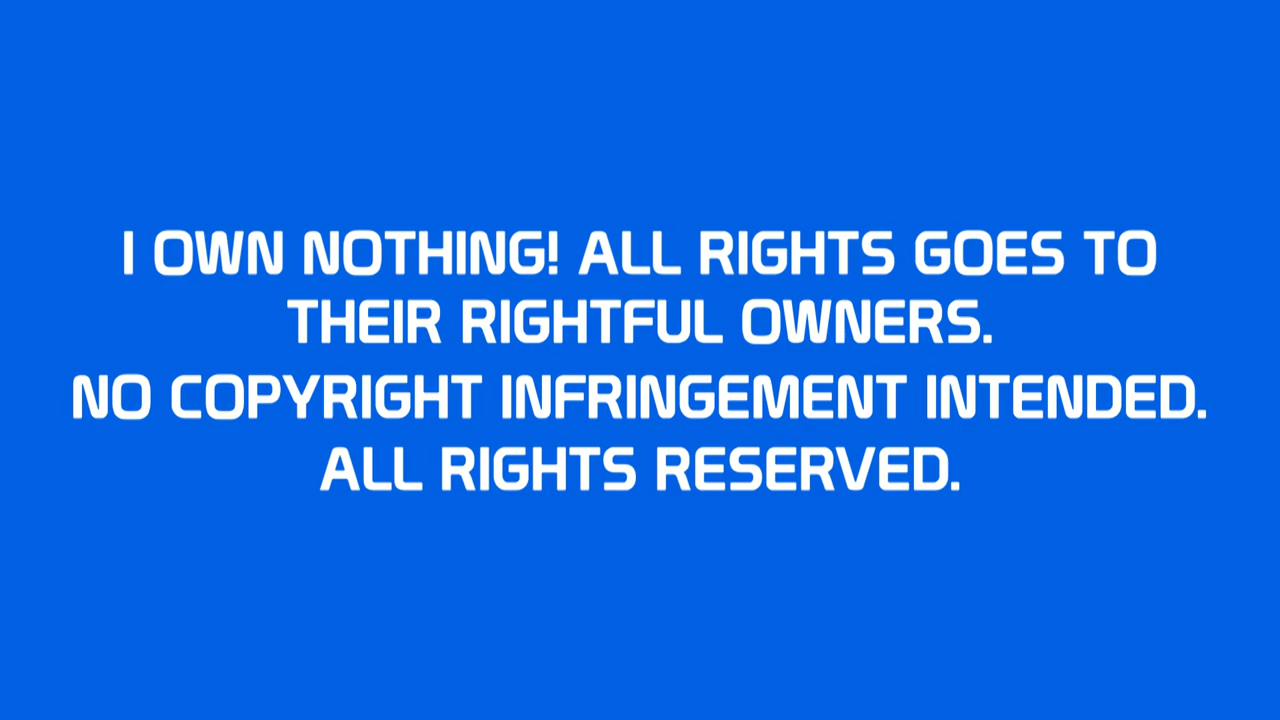 I OWN NOTHING! ALL RIGHTS GOES TO
THEIR RIGHTFUL OWNERS.
NO COPYRIGHT INFRINGEMENT INTENDED.
ALL RIGHTS RESERVED.